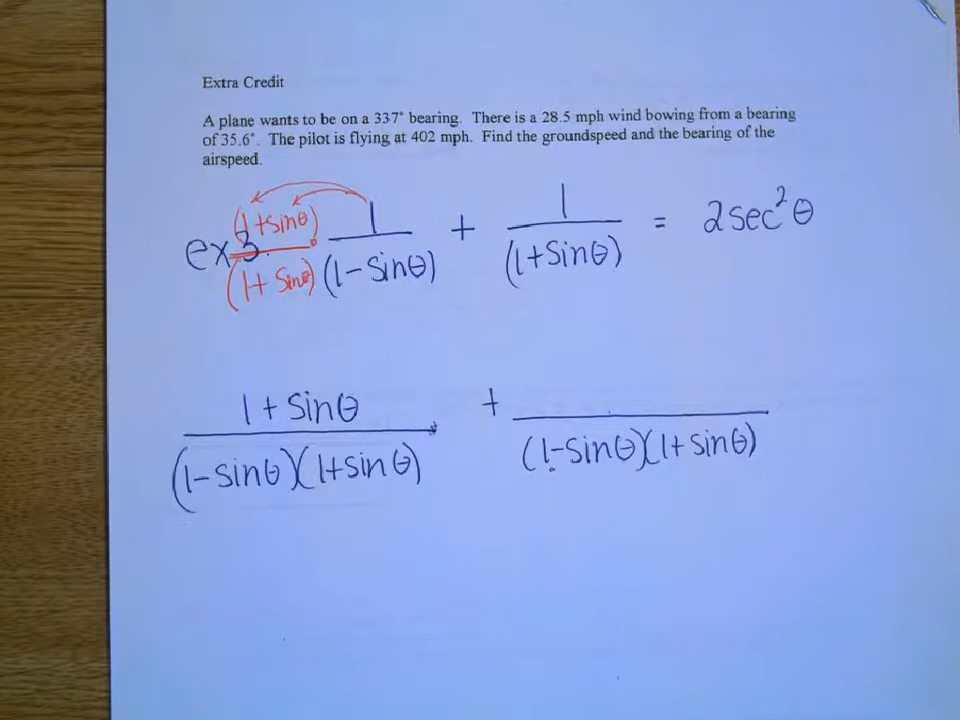 Extra Credit
A plane wants to be on a 337° bearing. There is a 28.5 mph wind bowing from a bearing
of 35.6°. The pilot is flying at 402 mph. Find the groundspeed and the bearing of the
airspeed.
(1+sinθ) 1 1
ex3. · + = 2sec²θ
(1+sinθ) (1-sinθ) (1+sinθ)
1+sinθ +
(1-sinθ)(1+sinθ) (1-sinθ)(1+sinθ)